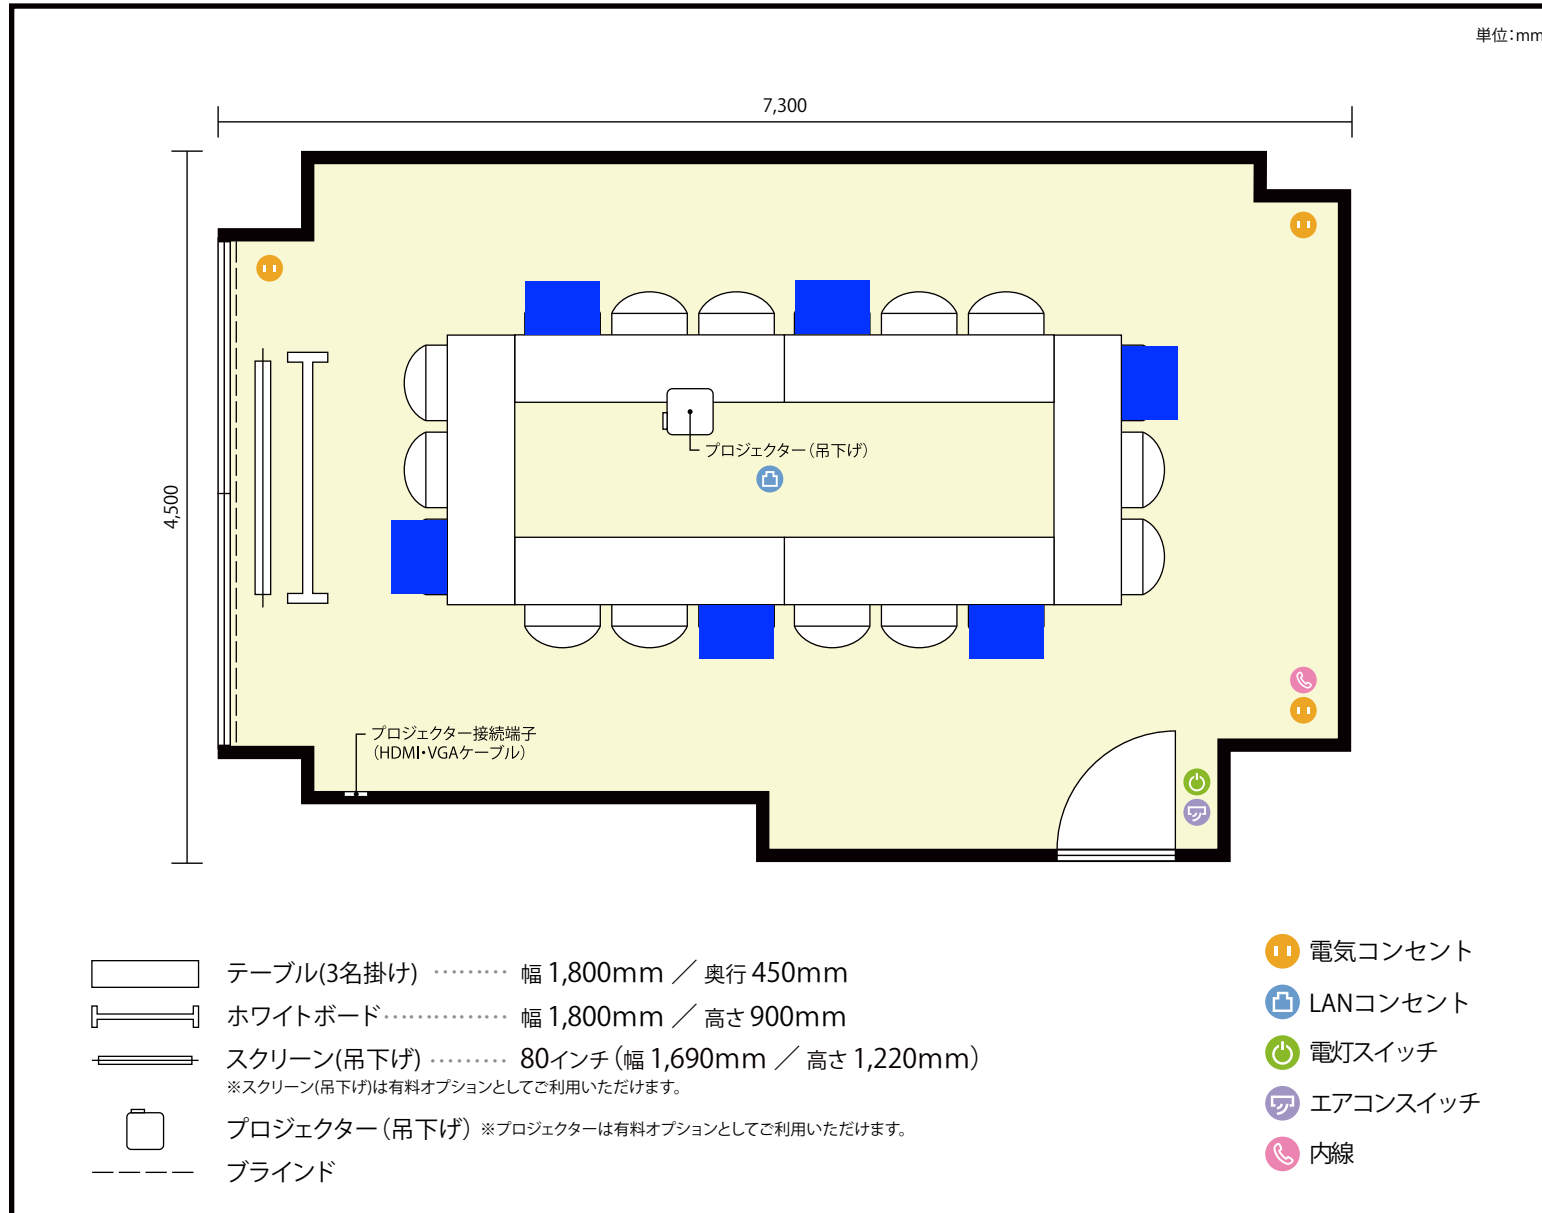 単位:mm
7,300
4,500
プロジェクター(吊下げ)
プロジェクター接続端子
(HDMI・VGAケーブル)
テーブル(3名掛け) ……… 幅 1,800mm ／ 奥行 450mm
ホワイトボード…………… 幅 1,800mm ／ 高さ 900mm
スクリーン(吊下げ) ……… 80インチ(幅 1,690mm ／ 高さ 1,220mm)
※スクリーン(吊下げ)は有料オプションとしてご利用いただけます。
プロジェクター(吊下げ) ※プロジェクターは有料オプションとしてご利用いただけます。
ブラインド
電気コンセント
LANコンセント
電灯スイッチ
エアコンスイッチ
内線